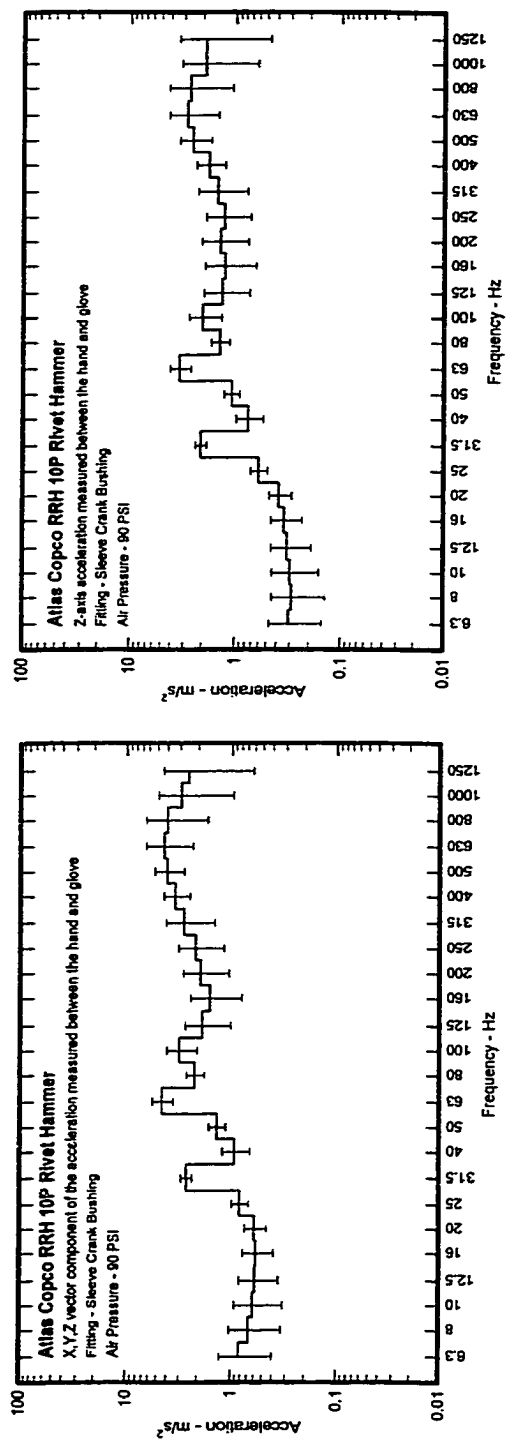 Atlas Copco RRH 10P Rivet Hammer
X,Y,Z vector component of the acceleration measured between the hand and glove
Fitting - Sleeve Crank Bushing
Air Pressure - 90 PSI
Acceleration - m/s²
100
10
1
0.1
0.01
6.3 8 10 12.5 16 20 25 31.5 40 50 63 80 100 125 160 200 250 315 400 500 630 800 1000 1250
Frequency - Hz
Atlas Copco RRH 10P Rivet Hammer
Z-axis acceleration measured between the hand and glove
Fitting - Sleeve Crank Bushing
Air Pressure - 90 PSI
Acceleration - m/s²
100
10
1
0.1
0.01
6.3 8 10 12.5 16 20 25 31.5 40 50 63 80 100 125 160 200 250 315 400 500 630 800 1000 1250
Frequency - Hz